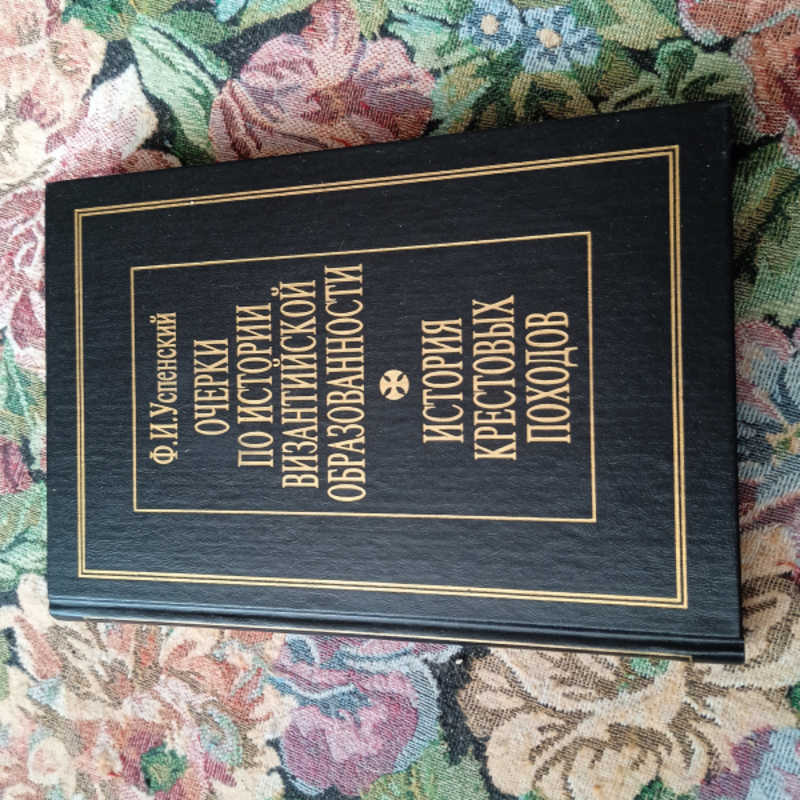 Ф. И. Успенский
ОЧЕРКИ
ПО ИСТОРИИ
ВИЗАНТИЙСКОЙ
ОБРАЗОВАННОСТИ
ИСТОРИЯ
КРЕСТОВЫХ
ПОХОДОВ